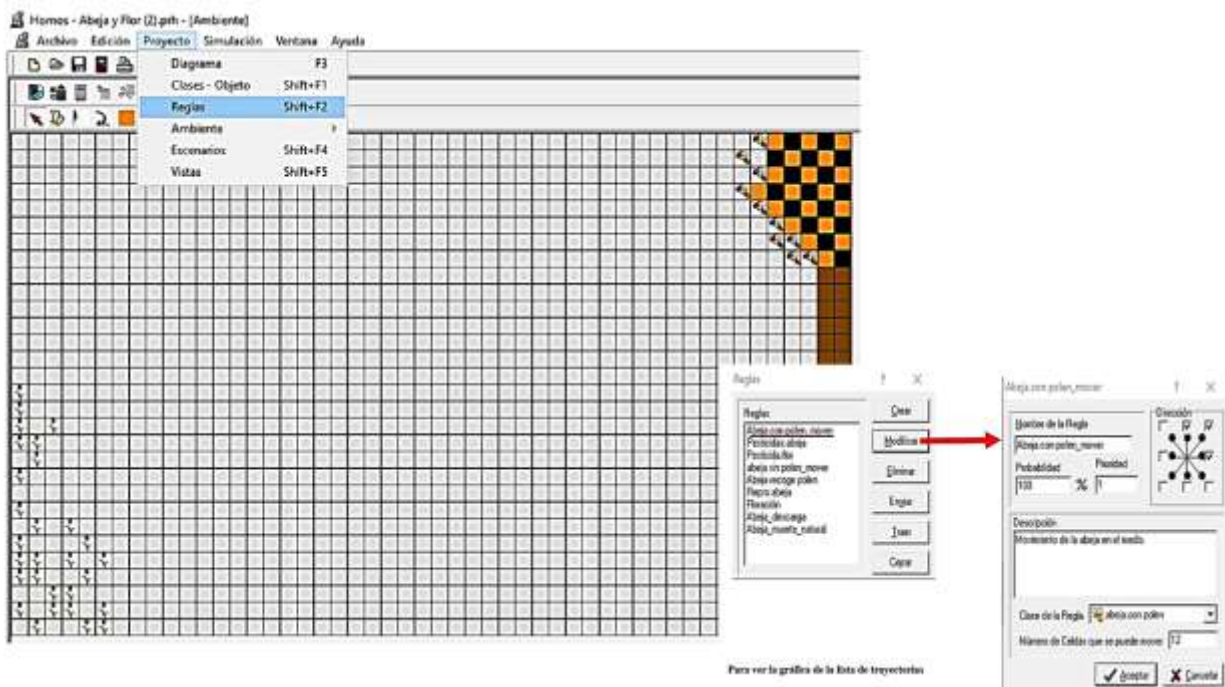 Homos - Abeja y Flor (2).prh - [Ambiente]
Archivo Edición Proyecto Simulación Ventana Ayuda
Diagrama F3
Clases - Objeto Shift+F1
Reglas Shift+F2
Ambiente
Escenarios Shift+F4
Vistas Shift+F5
Reglas ? X
Reglas
Abeja con polen_mover
Pesticidas abeja
Pesticida flor
abeja sin polen_mover
Abeja recoge polen
Repro abeja
Floración
Abeja_descarga
Abeja_muerte_natural
Crear
Modificar
Eliminar
Enviar
Traer
Cerrar
Abeja con polen_mover ? X
Nombre de la Regla
Abeja con polen_mover
Dirección
Probabilidad
100 %
Prioridad
1
Descripción
Movimiento de la abeja en el medio
Clase de la Regla abeja con polen
Número de Celdas que se puede mover 12
Aceptar
Cancelar
Para ver la gráfica de la lista de trayectorias